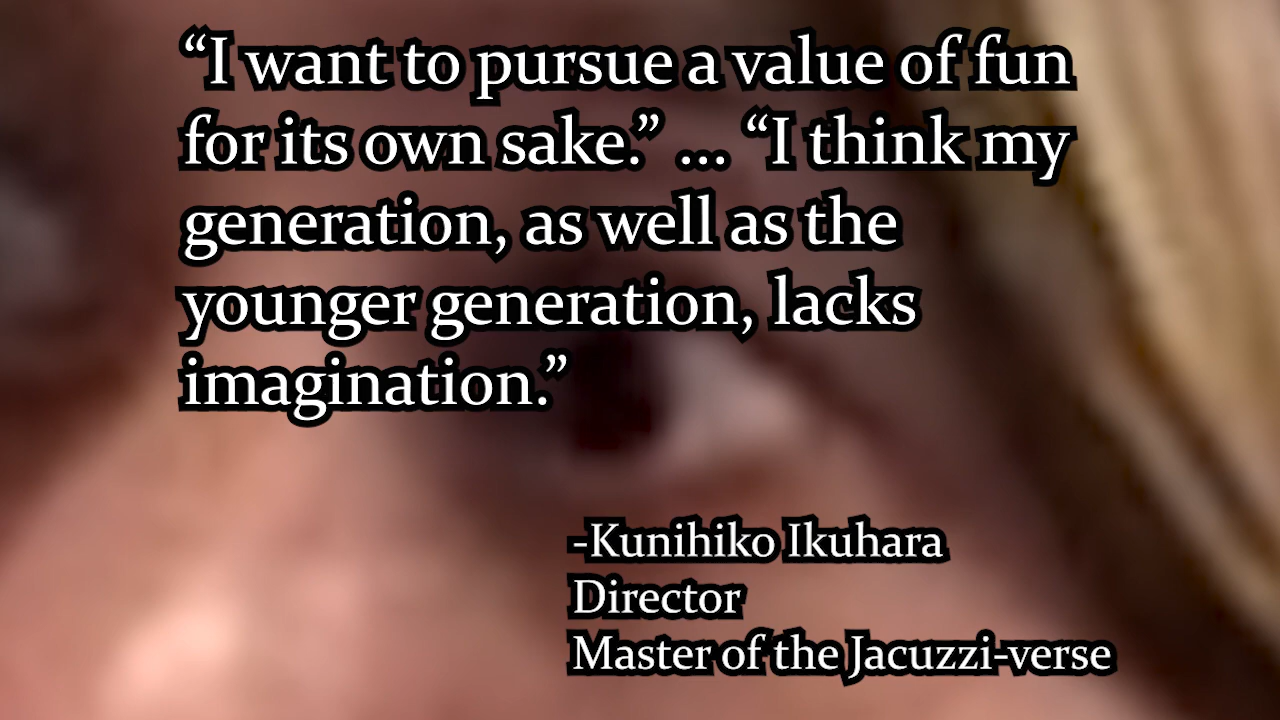 “I want to pursue a value of fun
for its own sake.” ... “I think my
generation, as well as the
younger generation, lacks
imagination.”
-Kunihiko Ikuhara
Director
Master of the Jacuzzi-verse